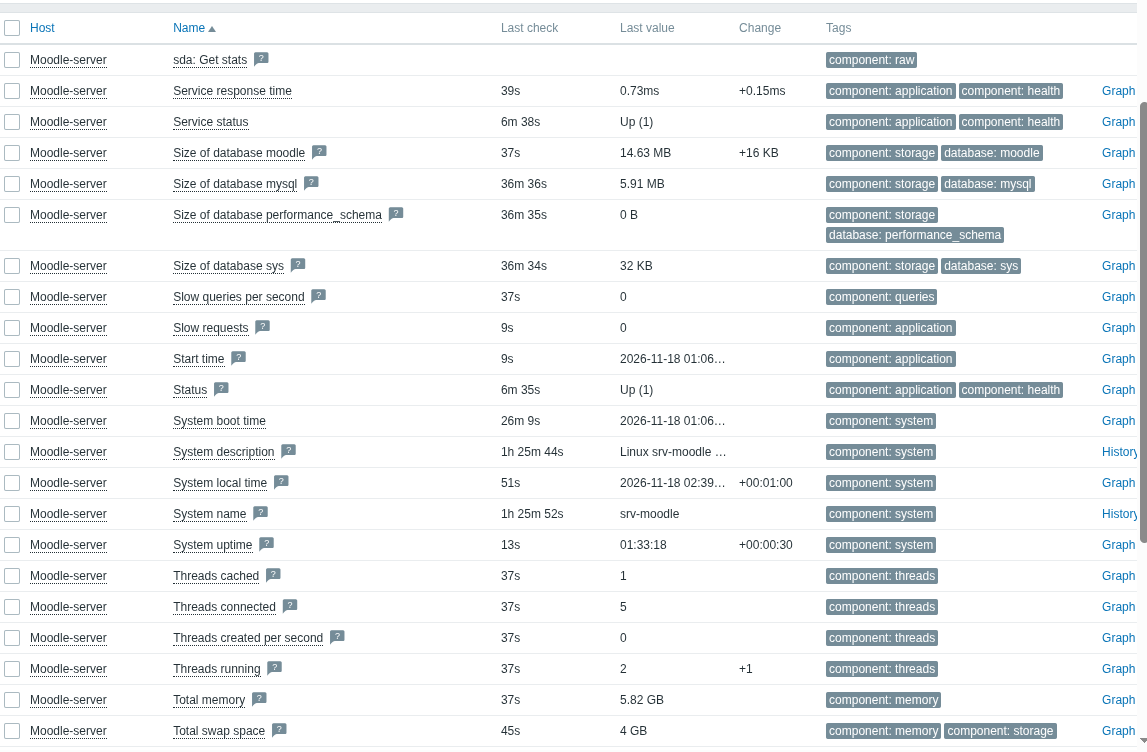 Host Name Last check Last value Change Tags
Moodle-server sda: Get stats ? component: raw
Moodle-server Service response time 39s 0.73ms +0.15ms component: application component: health Graph
Moodle-server Service status 6m 38s Up (1) component: application component: health Graph
Moodle-server Size of database moodle ? 37s 14.63 MB +16 KB component: storage database: moodle Graph
Moodle-server Size of database mysql ? 36m 36s 5.91 MB component: storage database: mysql Graph
Moodle-server Size of database performance_schema ? 36m 35s 0 B component: storage Graph
database: performance_schema
Moodle-server Size of database sys ? 36m 34s 32 KB component: storage database: sys Graph
Moodle-server Slow queries per second ? 37s 0 component: queries Graph
Moodle-server Slow requests ? 9s 0 component: application Graph
Moodle-server Start time ? 9s 2026-11-18 01:06… component: application Graph
Moodle-server Status ? 6m 35s Up (1) component: application component: health Graph
Moodle-server System boot time 26m 9s 2026-11-18 01:06… component: system Graph
Moodle-server System description ? 1h 25m 44s Linux srv-moodle … component: system History
Moodle-server System local time ? 51s 2026-11-18 02:39… +00:01:00 component: system Graph
Moodle-server System name ? 1h 25m 52s srv-moodle component: system History
Moodle-server System uptime ? 13s 01:33:18 +00:00:30 component: system Graph
Moodle-server Threads cached ? 37s 1 component: threads Graph
Moodle-server Threads connected ? 37s 5 component: threads Graph
Moodle-server Threads created per second ? 37s 0 component: threads Graph
Moodle-server Threads running ? 37s 2 +1 component: threads Graph
Moodle-server Total memory ? 37s 5.82 GB component: memory Graph
Moodle-server Total swap space ? 45s 4 GB component: memory component: storage Graph